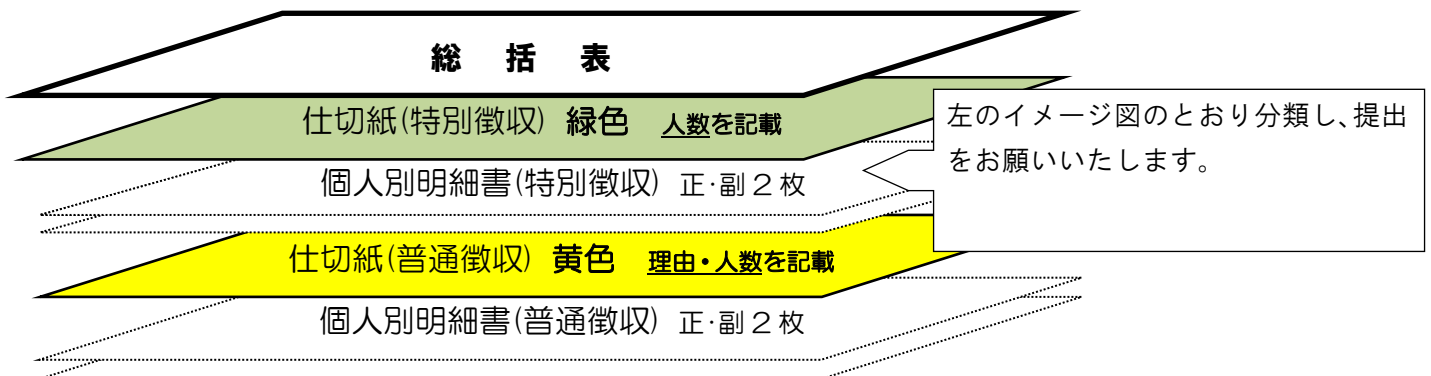 総 括 表
仕切紙(特別徴収) 緑色 人数を記載
左のイメージ図のとおり分類し、提出
をお願いいたします。
個人別明細書(特別徴収) 正・副２枚
仕切紙(普通徴収) 黄色 理由・人数を記載
個人別明細書(普通徴収) 正・副２枚